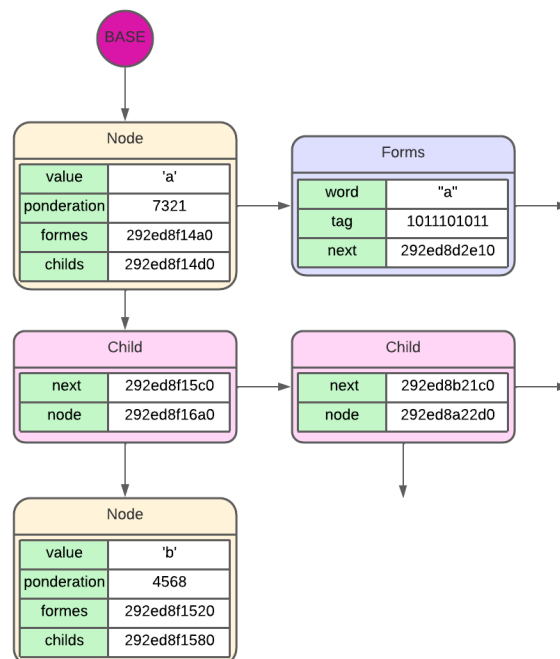 BASE
Node
value 'a'
ponderation 7321
formes 292ed8f14a0
childs 292ed8f14d0
Forms
word "a"
tag 1011101011
next 292ed8d2e10
Child
next 292ed8f15c0
node 292ed8f16a0
Child
next 292ed8b21c0
node 292ed8a22d0
Node
value 'b'
ponderation 4568
formes 292ed8f1520
childs 292ed8f1580